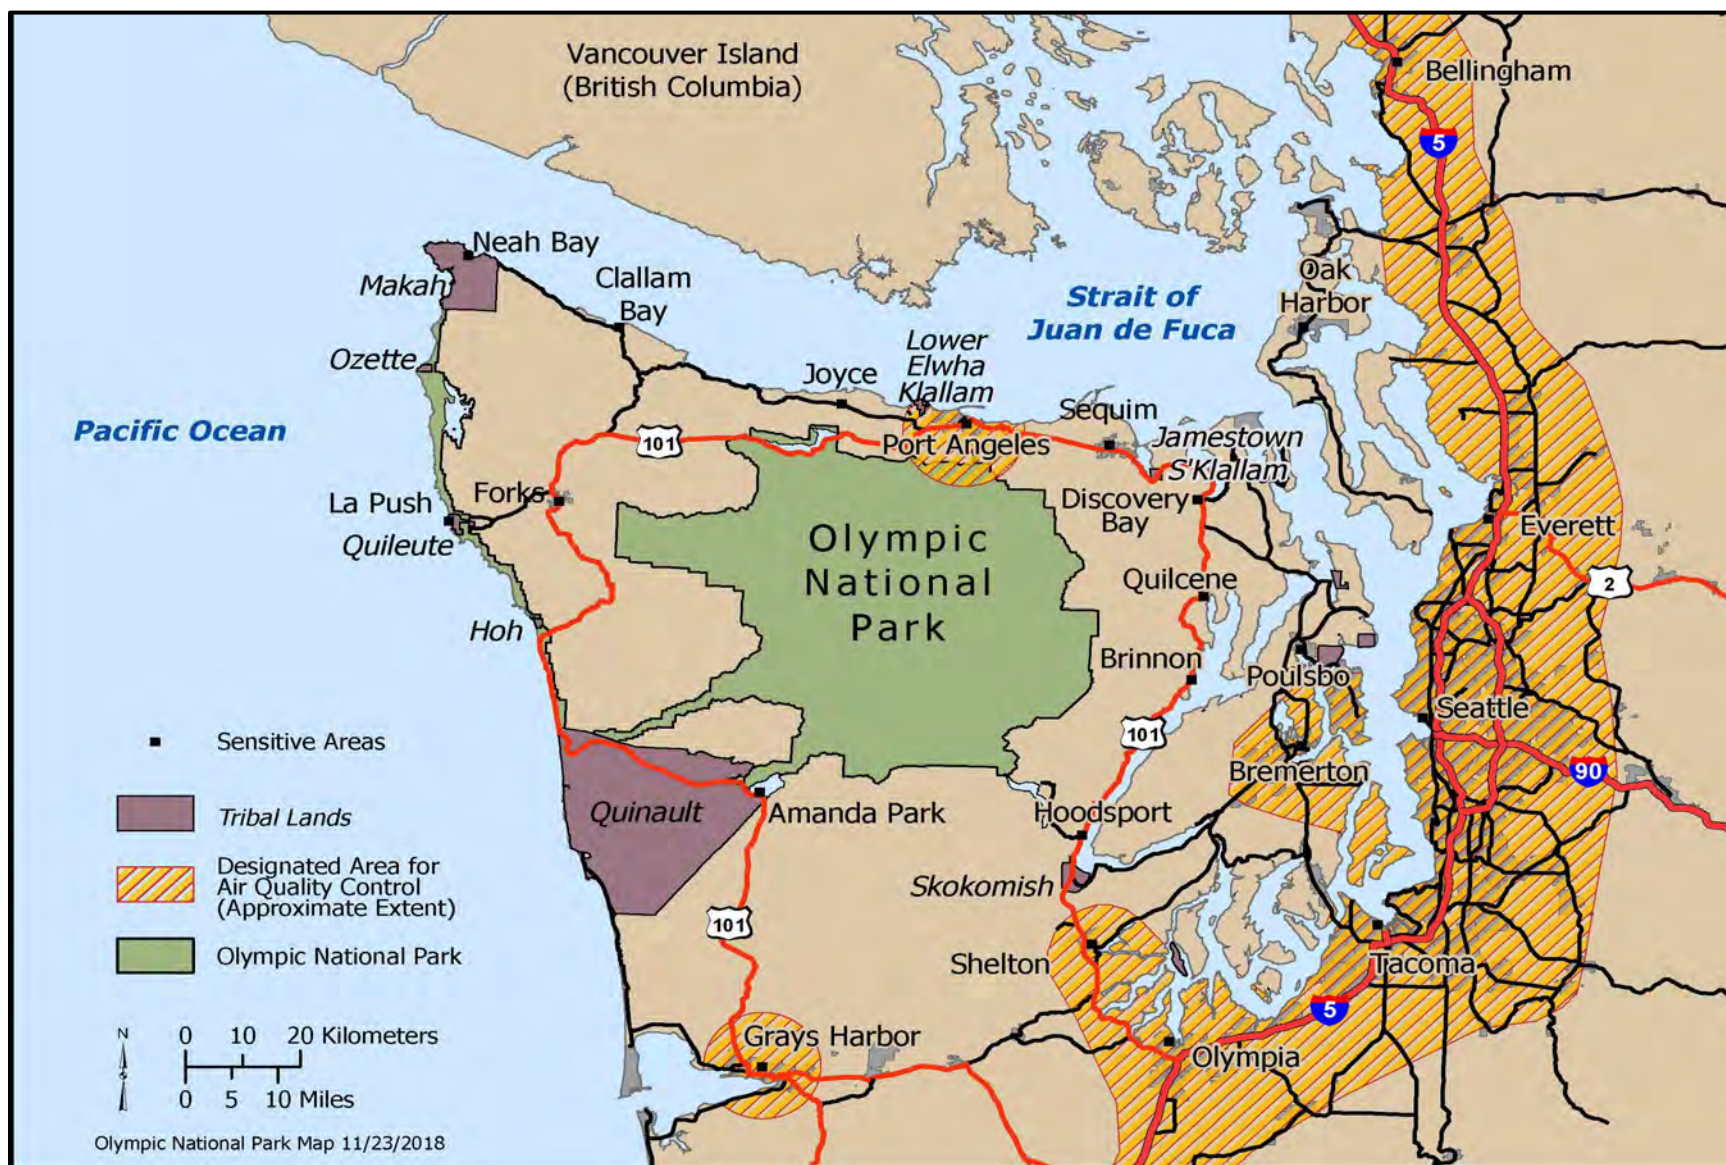 Vancouver Island
(British Columbia)
Bellingham
5
Neah Bay
Makah
Clallam
Bay
Strait of
Juan de Fuca
Oak
Harbor
Ozette
Joyce
Lower
Elwha
Klallam
Pacific Ocean
101
Port Angeles
Sequim
Jamestown
S'Klallam
La Push
Forks
Quileute
Discovery
Bay
Everett
Olympic
National
Park
Quilcene
2
Hoh
Brinnon
Poulsbo
101
Seattle
Bremerton
90
Sensitive Areas
Tribal Lands
Designated Area for
Air Quality Control
(Approximate Extent)
Olympic National Park
Quinault
Amanda Park
Hoodsport
Skokomish
101
Shelton
Tacoma
5
Grays Harbor
Olympia
N
0 10 20 Kilometers
0 5 10 Miles
Olympic National Park Map 11/23/2018